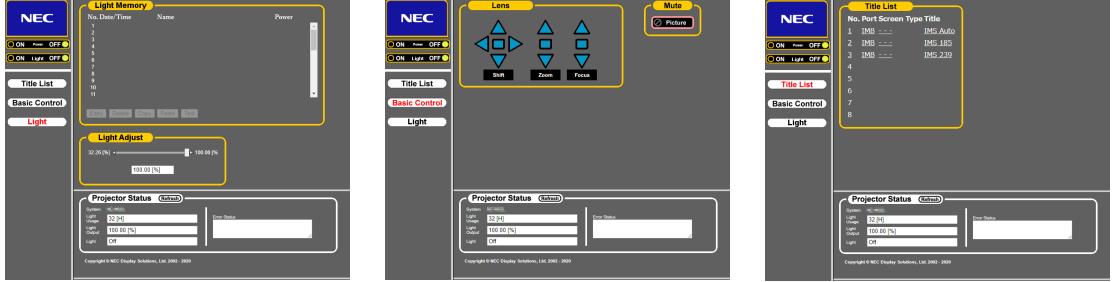 NEC
ON Power OFF
ON Light OFF
Title List
Basic Control
Light
Light Memory
No. Date/Time Name Power
1
2
3
4
5
6
7
8
9
10
11
Light Adjust
32.26 [%] 100.00 [%
100.00 [%]
Projector Status Refresh
System
Light Usage 32 [H] Error Status
Light Output 100.00 [%]
Light Off
Copyright © NEC Display Solutions, Ltd. 2002 - 2020
NEC
ON Power OFF
ON Light OFF
Title List
Basic Control
Light
Lens
Shift Zoom Focus
Mute
Picture
Projector Status Refresh
System
Light Usage 32 [H] Error Status
Light Output 100.00 [%]
Light Off
Copyright © NEC Display Solutions, Ltd. 2002 - 2020
NEC
ON Power OFF
ON Light OFF
Title List
Basic Control
Light
Title List
No. Port Screen Type Title
1 IMB --- IMS Auto
2 IMB --- IMS 185
3 IMB --- IMS 239
4
5
6
7
8
Projector Status Refresh
System
Light Usage 32 [H] Error Status
Light Output 100.00 [%]
Light Off
Copyright © NEC Display Solutions, Ltd. 2002 - 2020